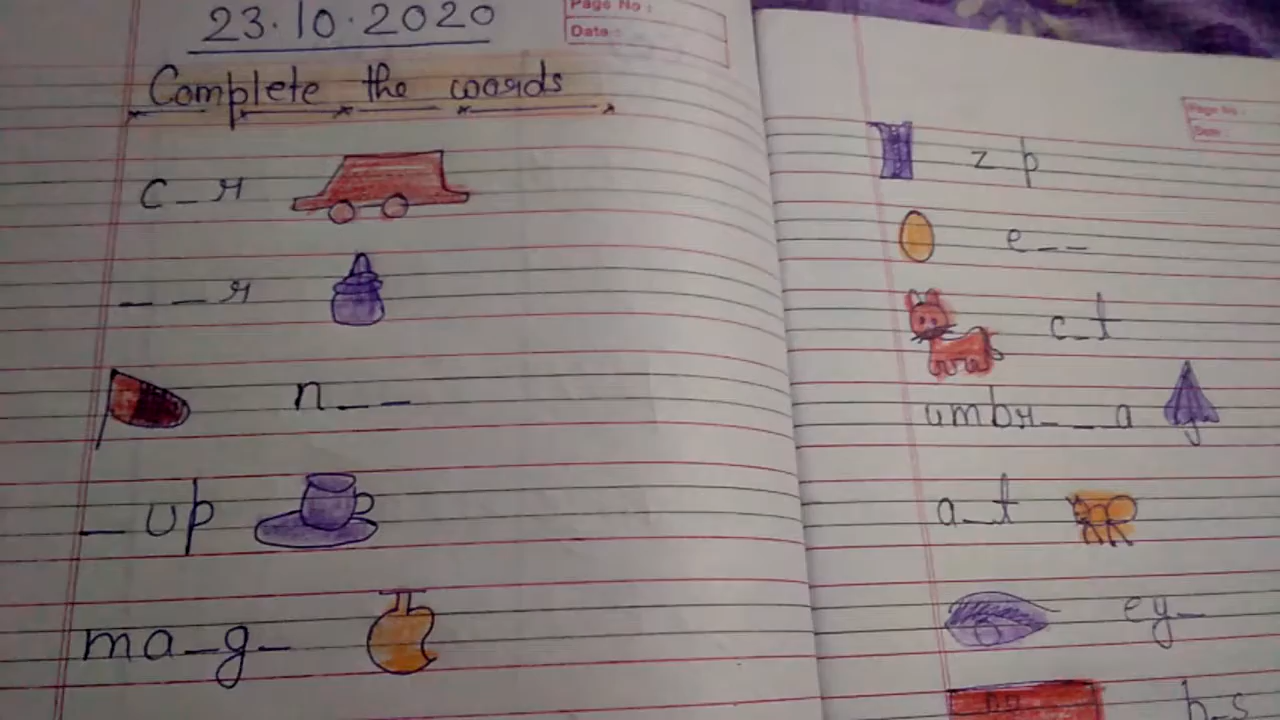 23.10.2020
Page No :
Date :
Complete the words
c_r
_ _r
n_ _
_up
ma_g_
Page No :
Date :
z p
e_ _
c_t
umbr_ _a
a_t
ey_
b_s